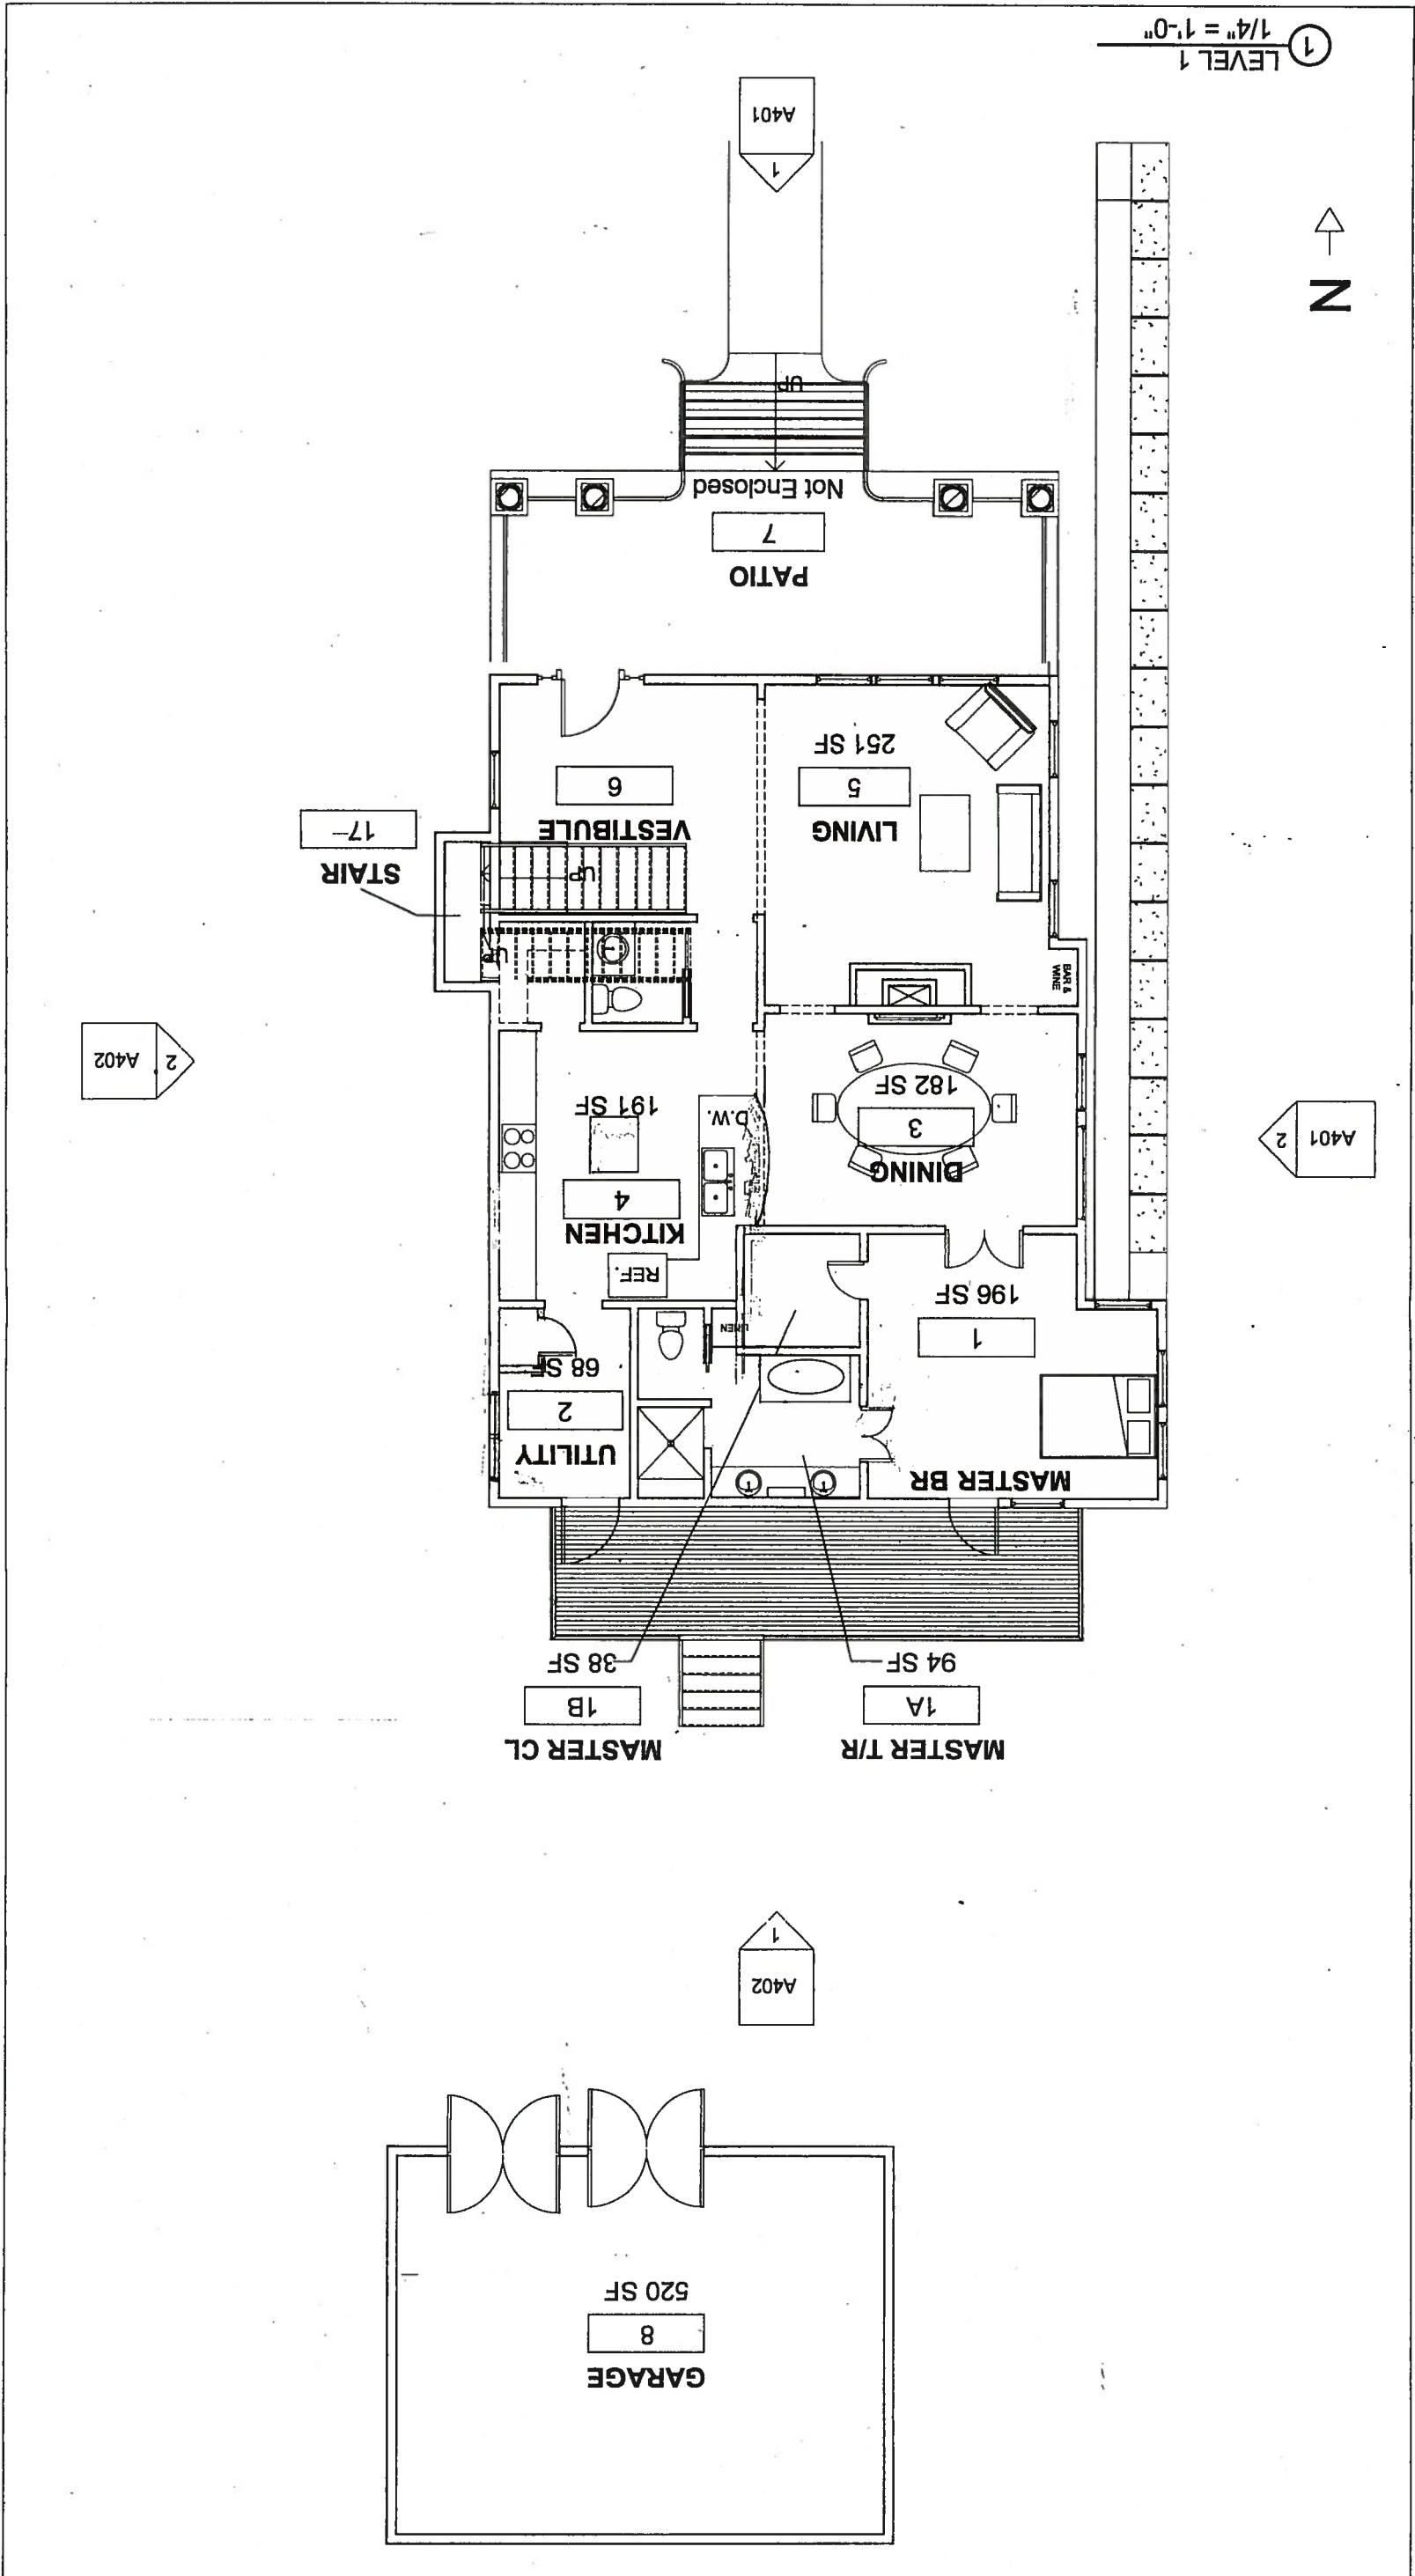 GARAGE
8
520 SF
A402
1
MASTER T/R
1A
94 SF
MASTER CL
1B
38 SF
MASTER BR
1
196 SF
UTILITY
2
68 SF
LINEN
REF.
KITCHEN
4
191 SF
D.W.
DINING
3
182 SF
A401
2
2
A402
BAR &
WINE
UP
STAIR
17
UP
LIVING
5
251 SF
VESTIBULE
6
PATIO
7
Not Enclosed
UP
N
1
A401
1
LEVEL 1
1/4" = 1'-0"